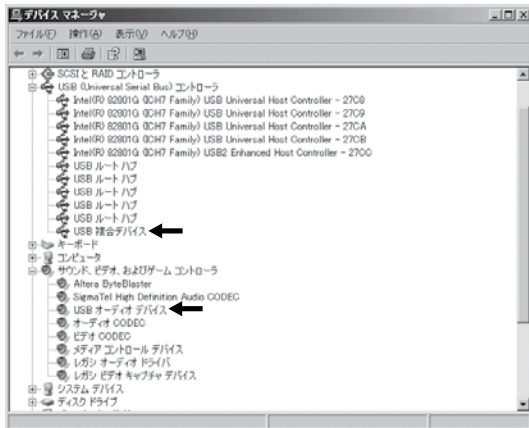 デバイス マネージャ
ファイル(F) 操作(A) 表示(V) ヘルプ(H)
SCSI と RAID コントローラ
USB (Universal Serial Bus) コントローラ
Intel(R) 82801G (ICH7 Family) USB Universal Host Controller - 27C8
Intel(R) 82801G (ICH7 Family) USB Universal Host Controller - 27C9
Intel(R) 82801G (ICH7 Family) USB Universal Host Controller - 27CA
Intel(R) 82801G (ICH7 Family) USB Universal Host Controller - 27CB
Intel(R) 82801G (ICH7 Family) USB2 Enhanced Host Controller - 27CC
USB ルート ハブ
USB ルート ハブ
USB ルート ハブ
USB ルート ハブ
USB ルート ハブ
USB 複合デバイス
キーボード
コンピュータ
サウンド、ビデオ、およびゲーム コントローラ
Altera ByteBlaster
SigmaTel High Definition Audio CODEC
USB オーディオ デバイス
オーディオ CODEC
ビデオ CODEC
メディア コントロール デバイス
レガシ オーディオ ドライバ
レガシ ビデオ キャプチャ デバイス
システム デバイス
ディスク ドライブ